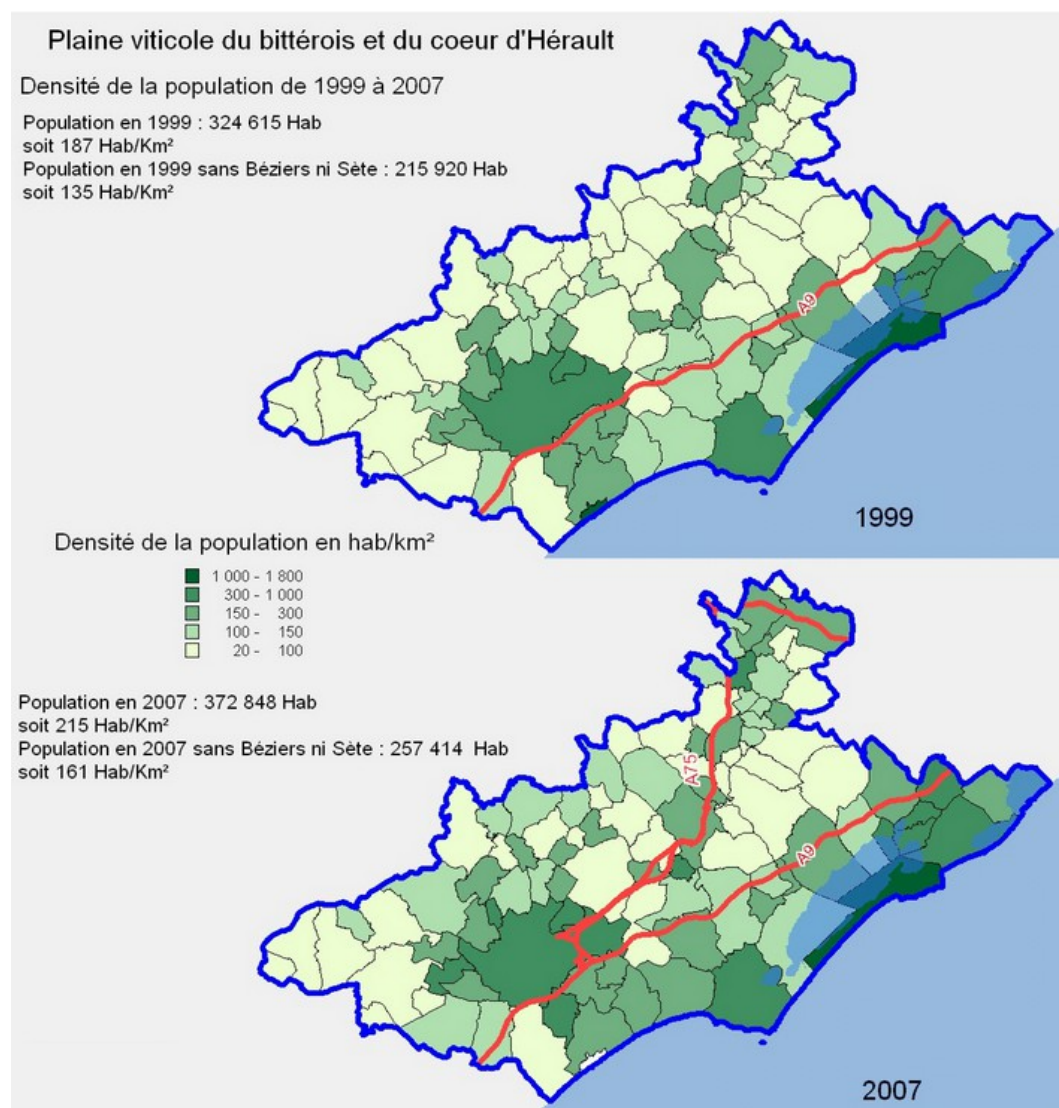 Plaine viticole du bittérois et du coeur d'Hérault
Densité de la population de 1999 à 2007
Population en 1999 : 324 615 Hab
soit 187 Hab/Km²
Population en 1999 sans Béziers ni Sète : 215 920 Hab
soit 135 Hab/Km²
A9
1999
Densité de la population en hab/km²
1 000 - 1 800
300 - 1 000
150 - 300
100 - 150
20 - 100
Population en 2007 : 372 848 Hab
soit 215 Hab/Km²
Population en 2007 sans Béziers ni Sète : 257 414 Hab
soit 161 Hab/Km²
A75
A9
2007